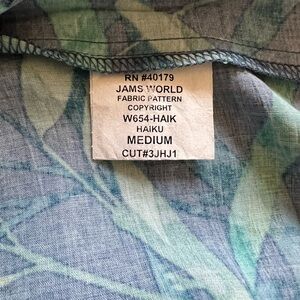 RN #40179
JAMS WORLD
FABRIC PATTERN
COPYRIGHT
W654-HAIK
HAIKU
MEDIUM
CUT#3JHJ1